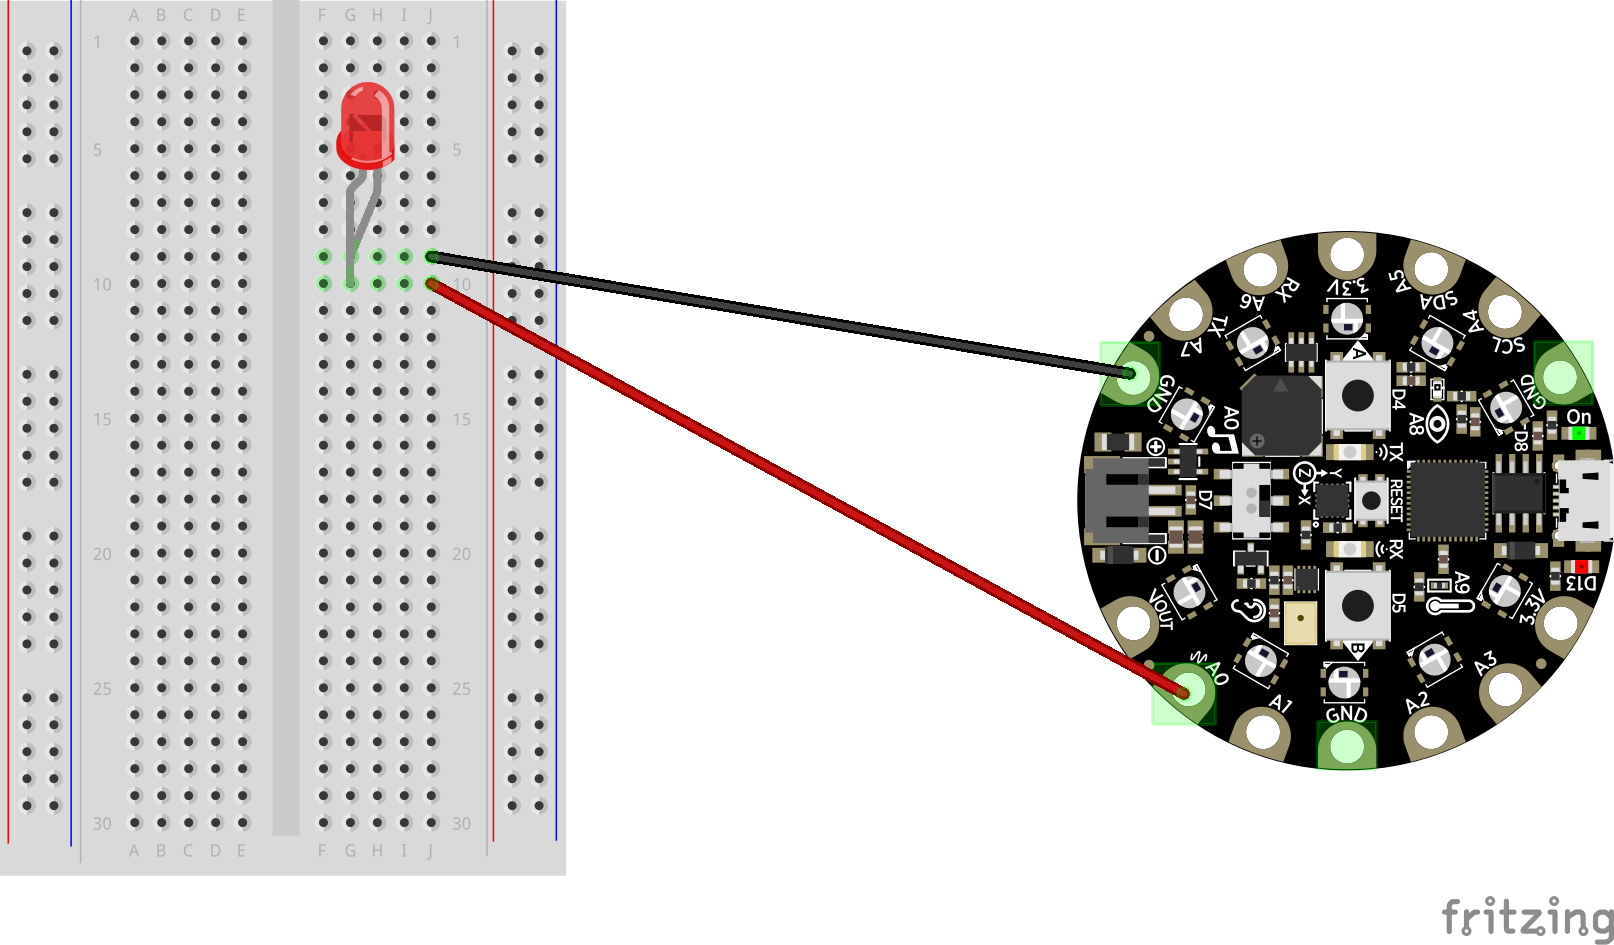 A B C D E F G H I J
1 1
5 5
10 10
15 15
20 20
25 25
30 30
A B C D E F G H I J
3.3V
A5
SDA
A4
SCL
GND
RX
A6
TX
A7
GND
A
D4
A8
D8
On
A0
TX
Z
Y
X
D7
RESET
RX
D13
A9
3.3V
D5
B
VOUT
A0
A1
GND
A2
A3
fritzing